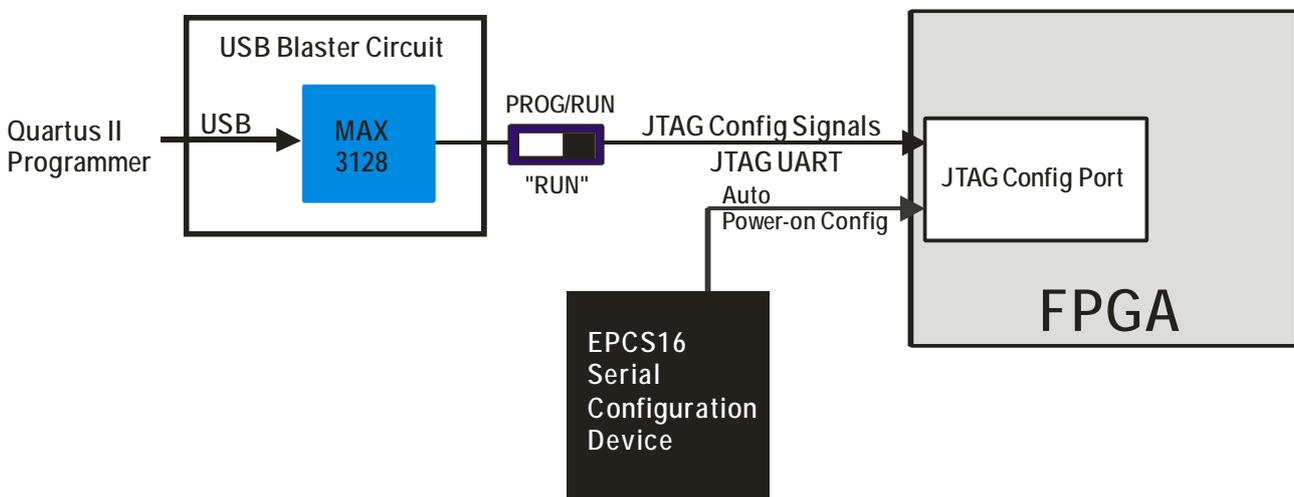 USB Blaster Circuit
Quartus II
Programmer
USB
MAX
3128
PROG/RUN
"RUN"
JTAG Config Signals
JTAG UART
Auto
Power-on Config
JTAG Config Port
FPGA
EPCS16
Serial
Configuration
Device